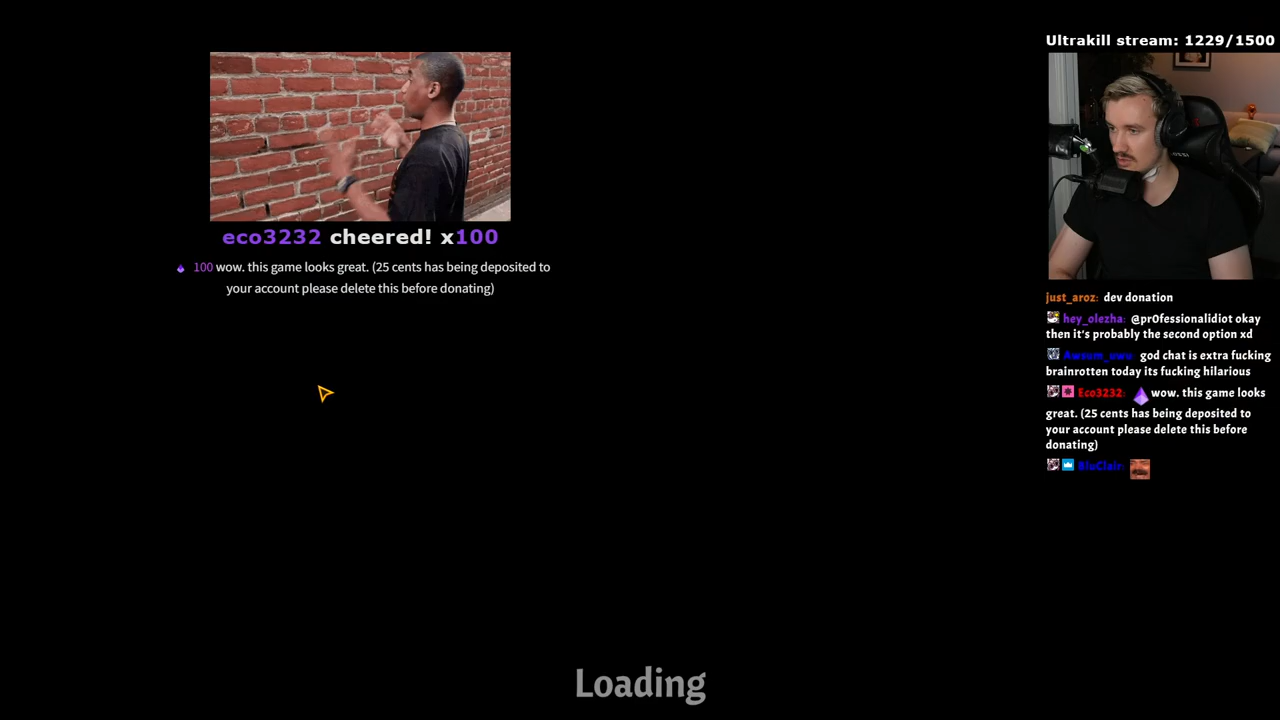 Ultrakill stream: 1229/1500
eco3232 cheered! x100
100 wow. this game looks great. (25 cents has being deposited to
your account please delete this before donating)
just_aroz: dev donation
hey_olezha: @pr0fessionalidiot okay
then it's probably the second option xd
Awsum_uwu: god chat is extra fucking
brainrotten today its fucking hilarious
Eco3232: wow. this game looks
great. (25 cents has being deposited to
your account please delete this before
donating)
BluClair:
Loading